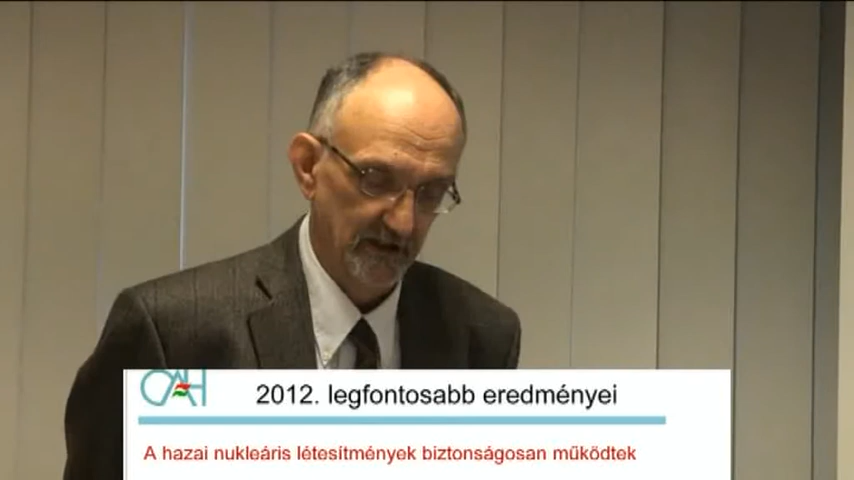 OAH
2012. legfontosabb eredményei
A hazai nukleáris létesítmények biztonságosan működtek